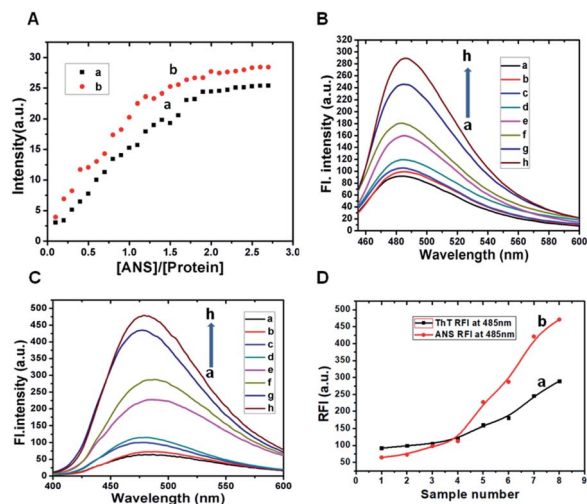 A
Intensity(a.u.)
35
30
25
20
15
10
5
0
a
b
b
a
0.0 0.5 1.0 1.5 2.0 2.5 3.0
[ANS]/[Protein]
B
Fl. intensity (a.u.)
360
340
320
300
280
260
240
220
200
180
160
140
120
100
80
60
40
20
0
h
a
a
b
c
d
e
f
g
h
460 480 500 520 540 560 580 600
Wavelength (nm)
C
Fl.intensity (a.u.)
500
450
400
350
300
250
200
150
100
50
0
h
a
a
b
c
d
e
f
g
h
400 450 500 550 600
Wavelength (nm)
D
RFI (a.u.)
500
450
400
350
300
250
200
150
100
50
ThT RFI at 485nm
ANS RFI at 485nm
b
a
0 1 2 3 4 5 6 7 8 9
Sample number